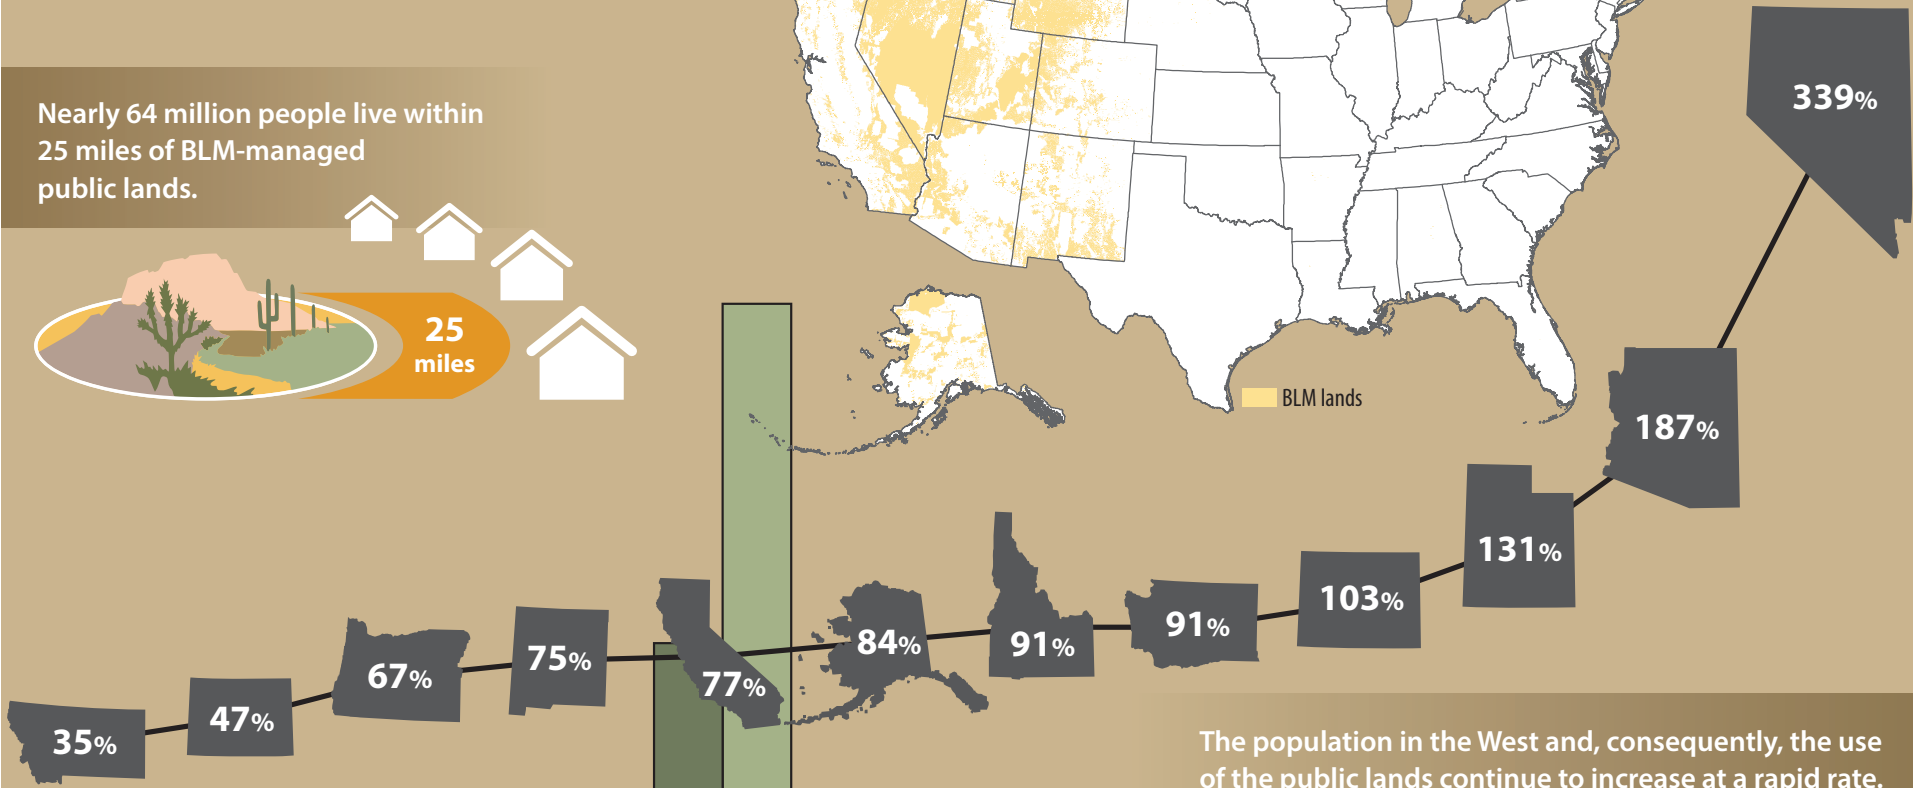 Nearly 64 million people live within
25 miles of BLM-managed
public lands.
25
miles
BLM lands
35%
47%
67%
75%
77%
84%
91%
91%
103%
131%
187%
339%
The population in the West and, consequently, the use
of the public lands continue to increase at a rapid rate.